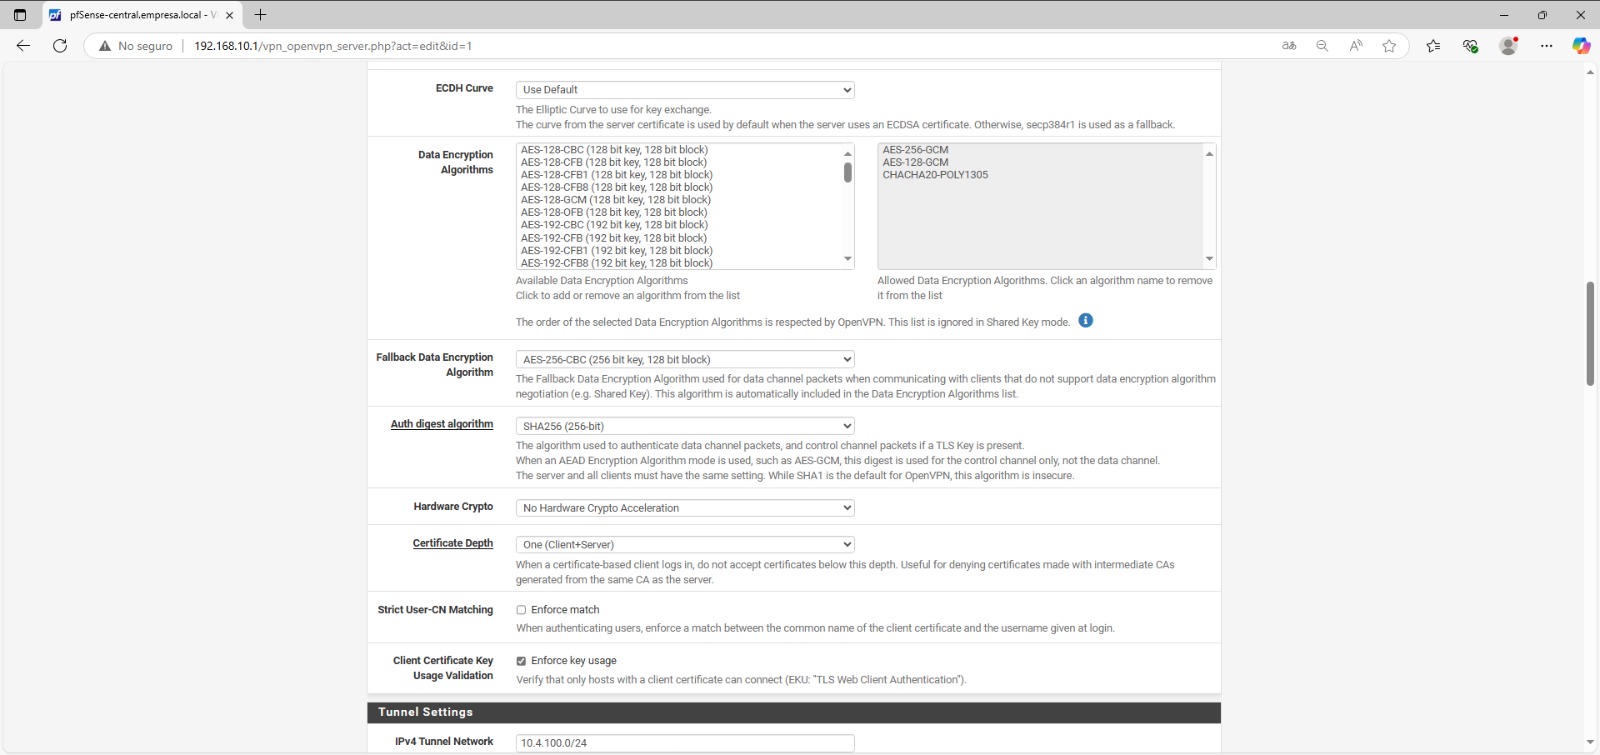 pfSense-central.empresa.local - V
No seguro
192.168.10.1/vpn_openvpn_server.php?act=edit&id=1
ECDH Curve
Use Default
The Elliptic Curve to use for key exchange.
The curve from the server certificate is used by default when the server uses an ECDSA certificate. Otherwise, secp384r1 is used as a fallback.
Data Encryption
Algorithms
AES-128-CBC (128 bit key, 128 bit block)
AES-128-CFB (128 bit key, 128 bit block)
AES-128-CFB1 (128 bit key, 128 bit block)
AES-128-CFB8 (128 bit key, 128 bit block)
AES-128-GCM (128 bit key, 128 bit block)
AES-128-OFB (128 bit key, 128 bit block)
AES-192-CBC (192 bit key, 128 bit block)
AES-192-CFB (192 bit key, 128 bit block)
AES-192-CFB1 (192 bit key, 128 bit block)
AES-192-CFB8 (192 bit key, 128 bit block)
Available Data Encryption Algorithms
Click to add or remove an algorithm from the list
AES-256-GCM
AES-128-GCM
CHACHA20-POLY1305
Allowed Data Encryption Algorithms. Click an algorithm name to remove
it from the list
The order of the selected Data Encryption Algorithms is respected by OpenVPN. This list is ignored in Shared Key mode.
Fallback Data Encryption
Algorithm
AES-256-CBC (256 bit key, 128 bit block)
The Fallback Data Encryption Algorithm used for data channel packets when communicating with clients that do not support data encryption algorithm
negotiation (e.g. Shared Key). This algorithm is automatically included in the Data Encryption Algorithms list.
Auth digest algorithm
SHA256 (256-bit)
The algorithm used to authenticate data channel packets, and control channel packets if a TLS Key is present.
When an AEAD Encryption Algorithm mode is used, such as AES-GCM, this digest is used for the control channel only, not the data channel.
The server and all clients must have the same setting. While SHA1 is the default for OpenVPN, this algorithm is insecure.
Hardware Crypto
No Hardware Crypto Acceleration
Certificate Depth
One (Client+Server)
When a certificate-based client logs in, do not accept certificates below this depth. Useful for denying certificates made with intermediate CAs
generated from the same CA as the server.
Strict User-CN Matching
Enforce match
When authenticating users, enforce a match between the common name of the client certificate and the username given at login.
Client Certificate Key
Usage Validation
Enforce key usage
Verify that only hosts with a client certificate can connect (EKU: "TLS Web Client Authentication").
Tunnel Settings
IPv4 Tunnel Network
10.4.100.0/24